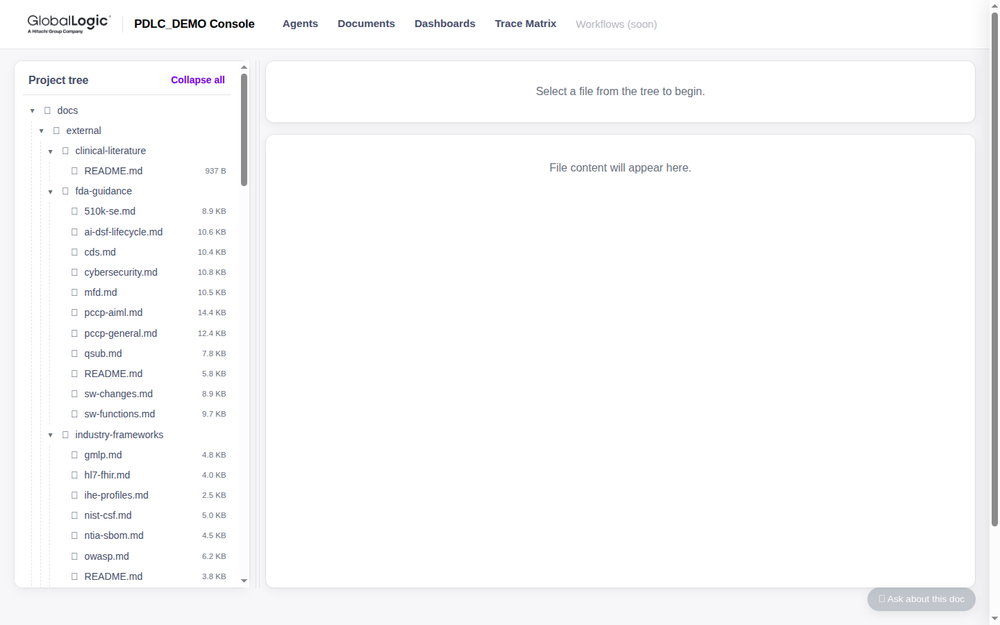 GlobalLogic®
A Hitachi Group Company
PDLC_DEMO Console
Agents
Documents
Dashboards
Trace Matrix
Workflows (soon)
Project tree
Collapse all
docs
external
clinical-literature
README.md 937 B
fda-guidance
510k-se.md 8.9 KB
ai-dsf-lifecycle.md 10.6 KB
cds.md 10.4 KB
cybersecurity.md 10.8 KB
mfd.md 10.5 KB
pccp-aiml.md 14.4 KB
pccp-general.md 12.4 KB
qsub.md 7.8 KB
README.md 5.8 KB
sw-changes.md 8.9 KB
sw-functions.md 9.7 KB
industry-frameworks
gmlp.md 4.8 KB
hl7-fhir.md 4.0 KB
ihe-profiles.md 2.5 KB
nist-csf.md 5.0 KB
ntia-sbom.md 4.5 KB
owasp.md 6.2 KB
README.md 3.8 KB
Select a file from the tree to begin.
File content will appear here.
Ask about this doc